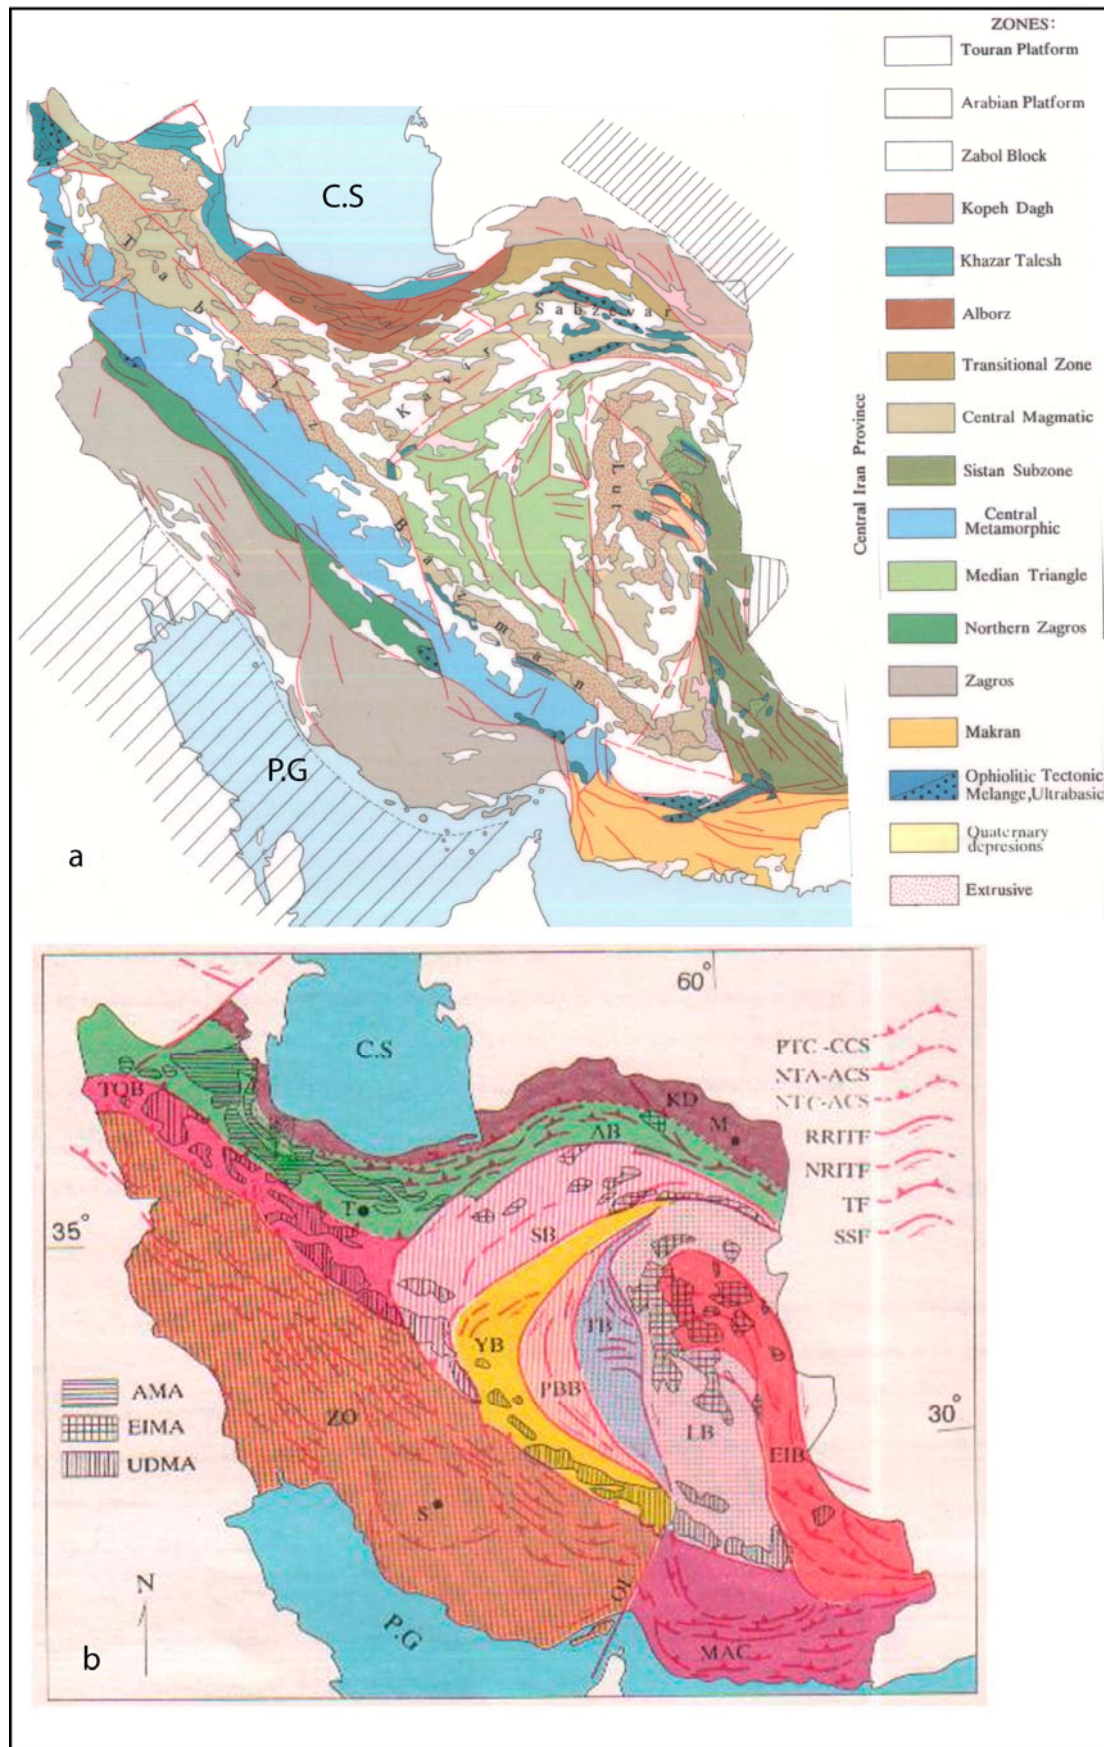 ZONES:
Touran Platform
Arabian Platform
Zabol Block
Kopeh Dagh
Khazar Talesh
Alborz
Transitional Zone
Central Magmatic
Sistan Subzone
Central
Metamorphic
Median Triangle
Northern Zagros
Zagros
Makran
Ophiolitic Tectonic
Melange,Ultrabasic
Quaternary
depresions
Extrusive
Central Iran Province
C.S
Sabzevar
Tabriz
Kavir
Lut
Bazman
P.G
a
60°
C.S
PTC -CCS
NTA-ACS
NTC-ACS
RRITF
NRITF
TF
SSF
TQB
KD
M
AB
T
35°
SB
YB
TB
PBB
AMA
EIMA
UDMA
ZO
LB
30°
EIB
S
N
OL
P.G
MAC
b